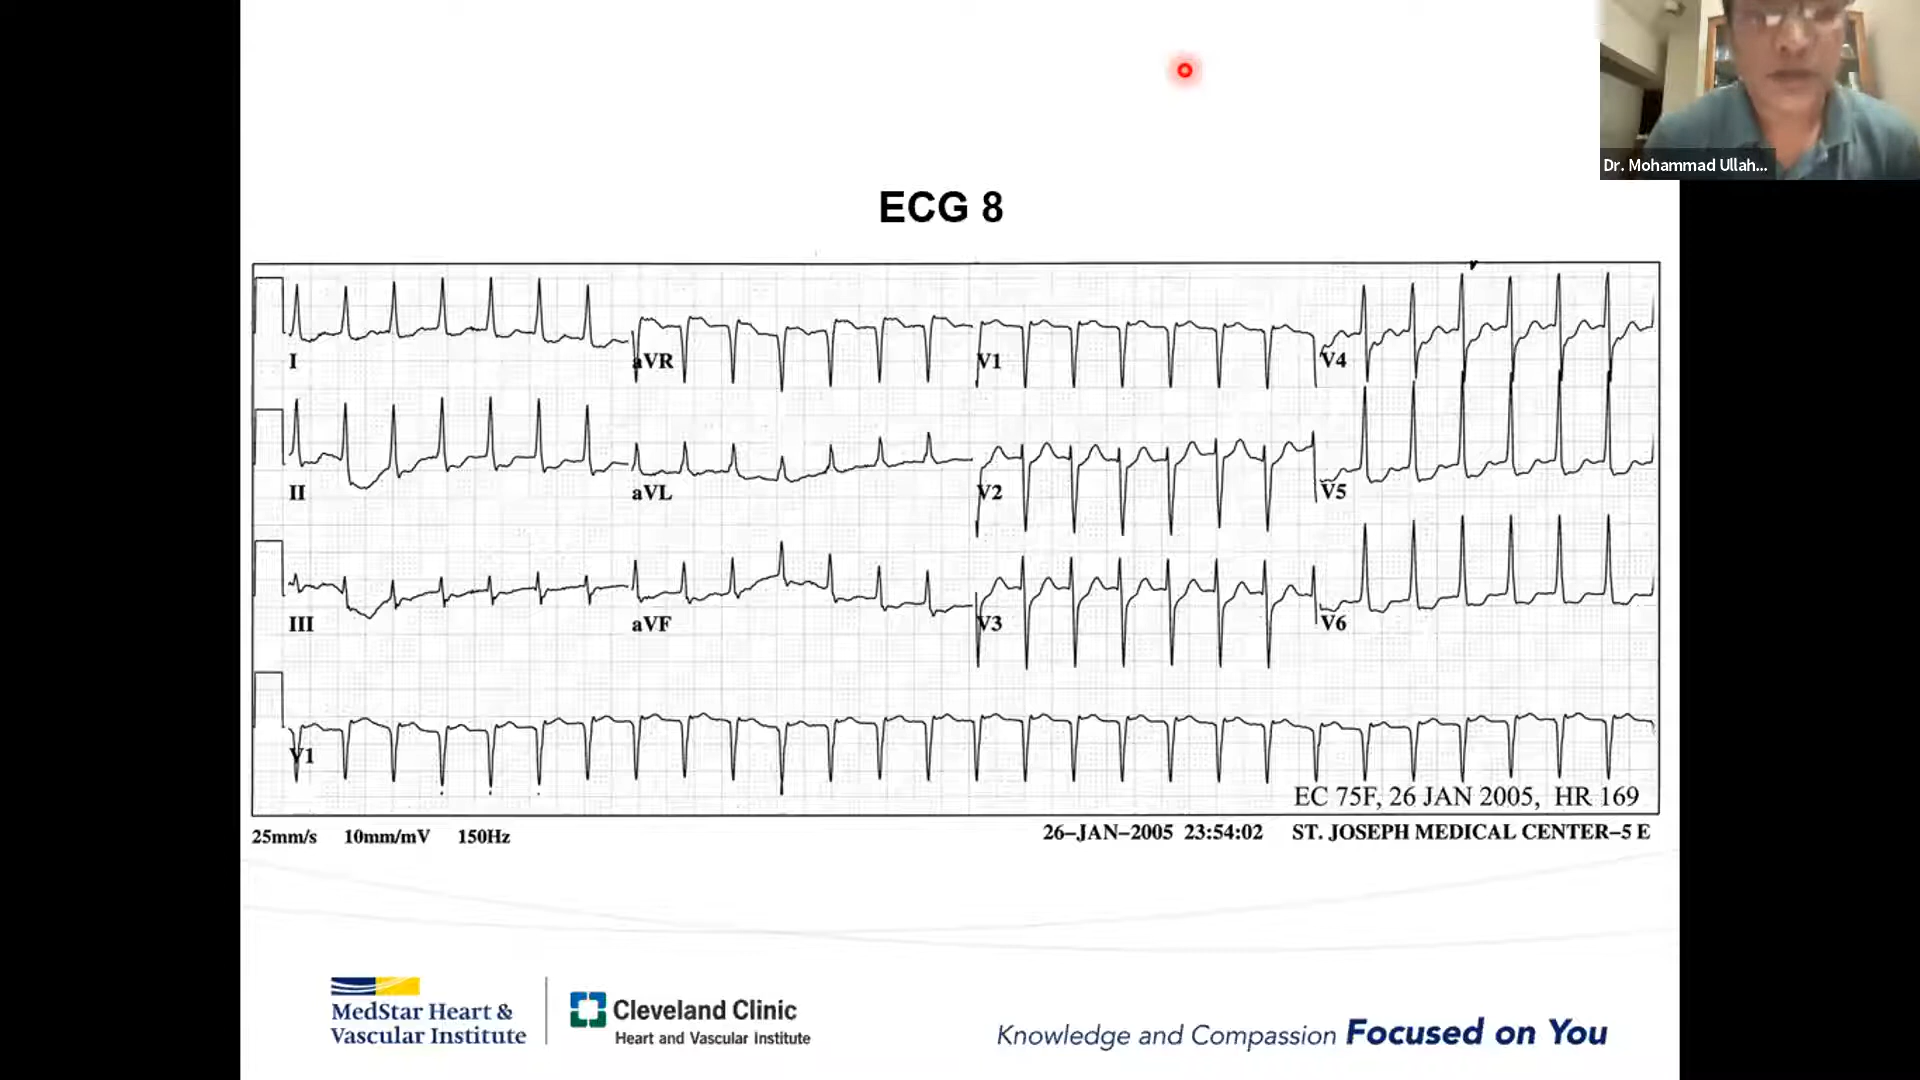 Dr. Mohammad Ullah...
ECG 8
I
aVR
V1
V4
II
aVL
V2
V5
III
aVF
V3
V6
V1
EC 75F, 26 JAN 2005, HR 169
25mm/s 10mm/mV 150Hz
26-JAN-2005 23:54:02 ST. JOSEPH MEDICAL CENTER-5 E
MedStar Heart &
Vascular Institute
Cleveland Clinic
Heart and Vascular Institute
Knowledge and Compassion Focused on You